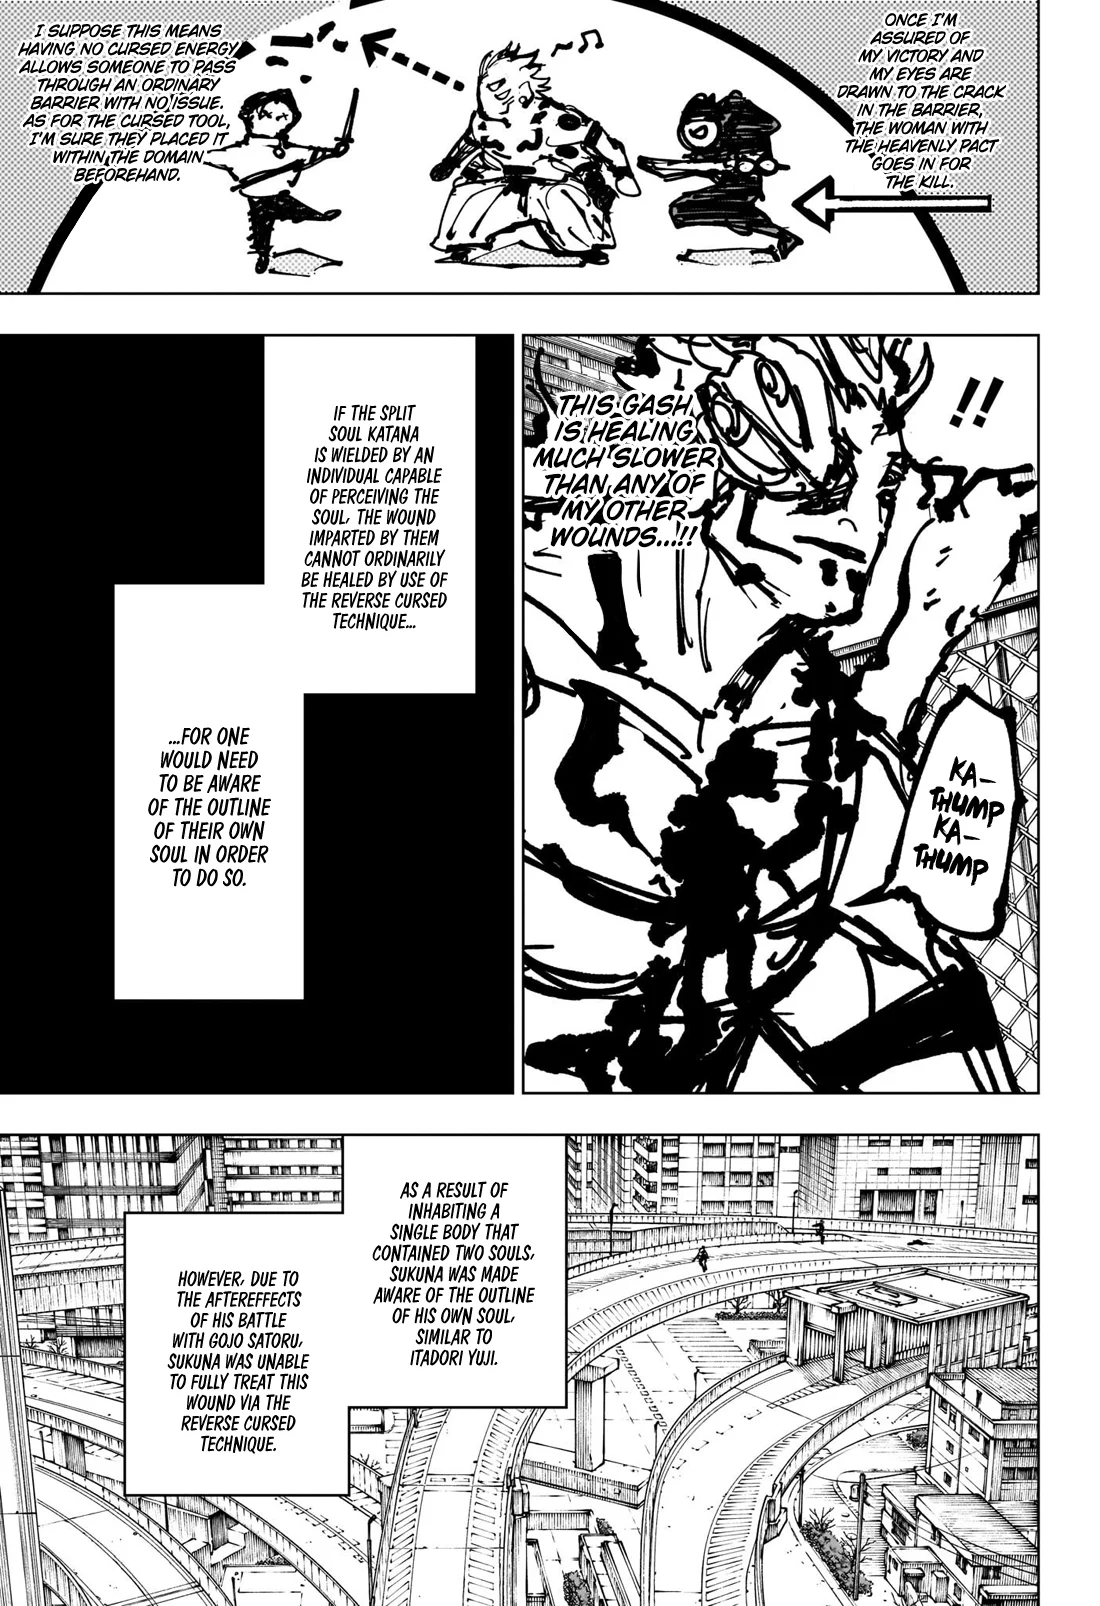 ONCE I'M
ASSURED OF
MY VICTORY AND
MY EYES ARE
DRAWN TO THE CRACK
IN THE BARRIER,
THE WOMAN WITH
THE HEAVENLY PACT
GOES IN FOR
THE KILL.
I SUPPOSE THIS MEANS
HAVING NO CURSED ENERGY
ALLOWS SOMEONE TO PASS
THROUGH AN ORDINARY
BARRIER WITH NO ISSUE.
AS FOR THE CURSED TOOL,
I'M SURE THEY PLACED IT
WITHIN THE DOMAIN
BEFOREHAND.
!!
THIS GASH
IS HEALING
MUCH SLOWER
THAN ANY OF
MY OTHER
WOUNDS...!!
KA-
THUMP
KA-
THUMP
IF THE SPLIT
SOUL KATANA
IS WIELDED BY AN
INDIVIDUAL CAPABLE
OF PERCEIVING THE
SOUL, THE WOUND
IMPARTED BY THEM
CANNOT ORDINARILY
BE HEALED BY USE OF
THE REVERSE CURSED
TECHNIQUE...
...FOR ONE
WOULD NEED
TO BE AWARE
OF THE OUTLINE
OF THEIR OWN
SOUL IN ORDER
TO DO SO.
AS A RESULT OF
INHABITING A
SINGLE BODY THAT
CONTAINED TWO SOULS,
SUKUNA WAS MADE
AWARE OF THE OUTLINE
OF HIS OWN SOUL,
SIMILAR TO
ITADORI YUJI.
HOWEVER, DUE TO
THE AFTEREFFECTS
OF HIS BATTLE
WITH GOJO SATORU,
SUKUNA WAS UNABLE
TO FULLY TREAT THIS
WOUND VIA THE
REVERSE CURSED
TECHNIQUE.